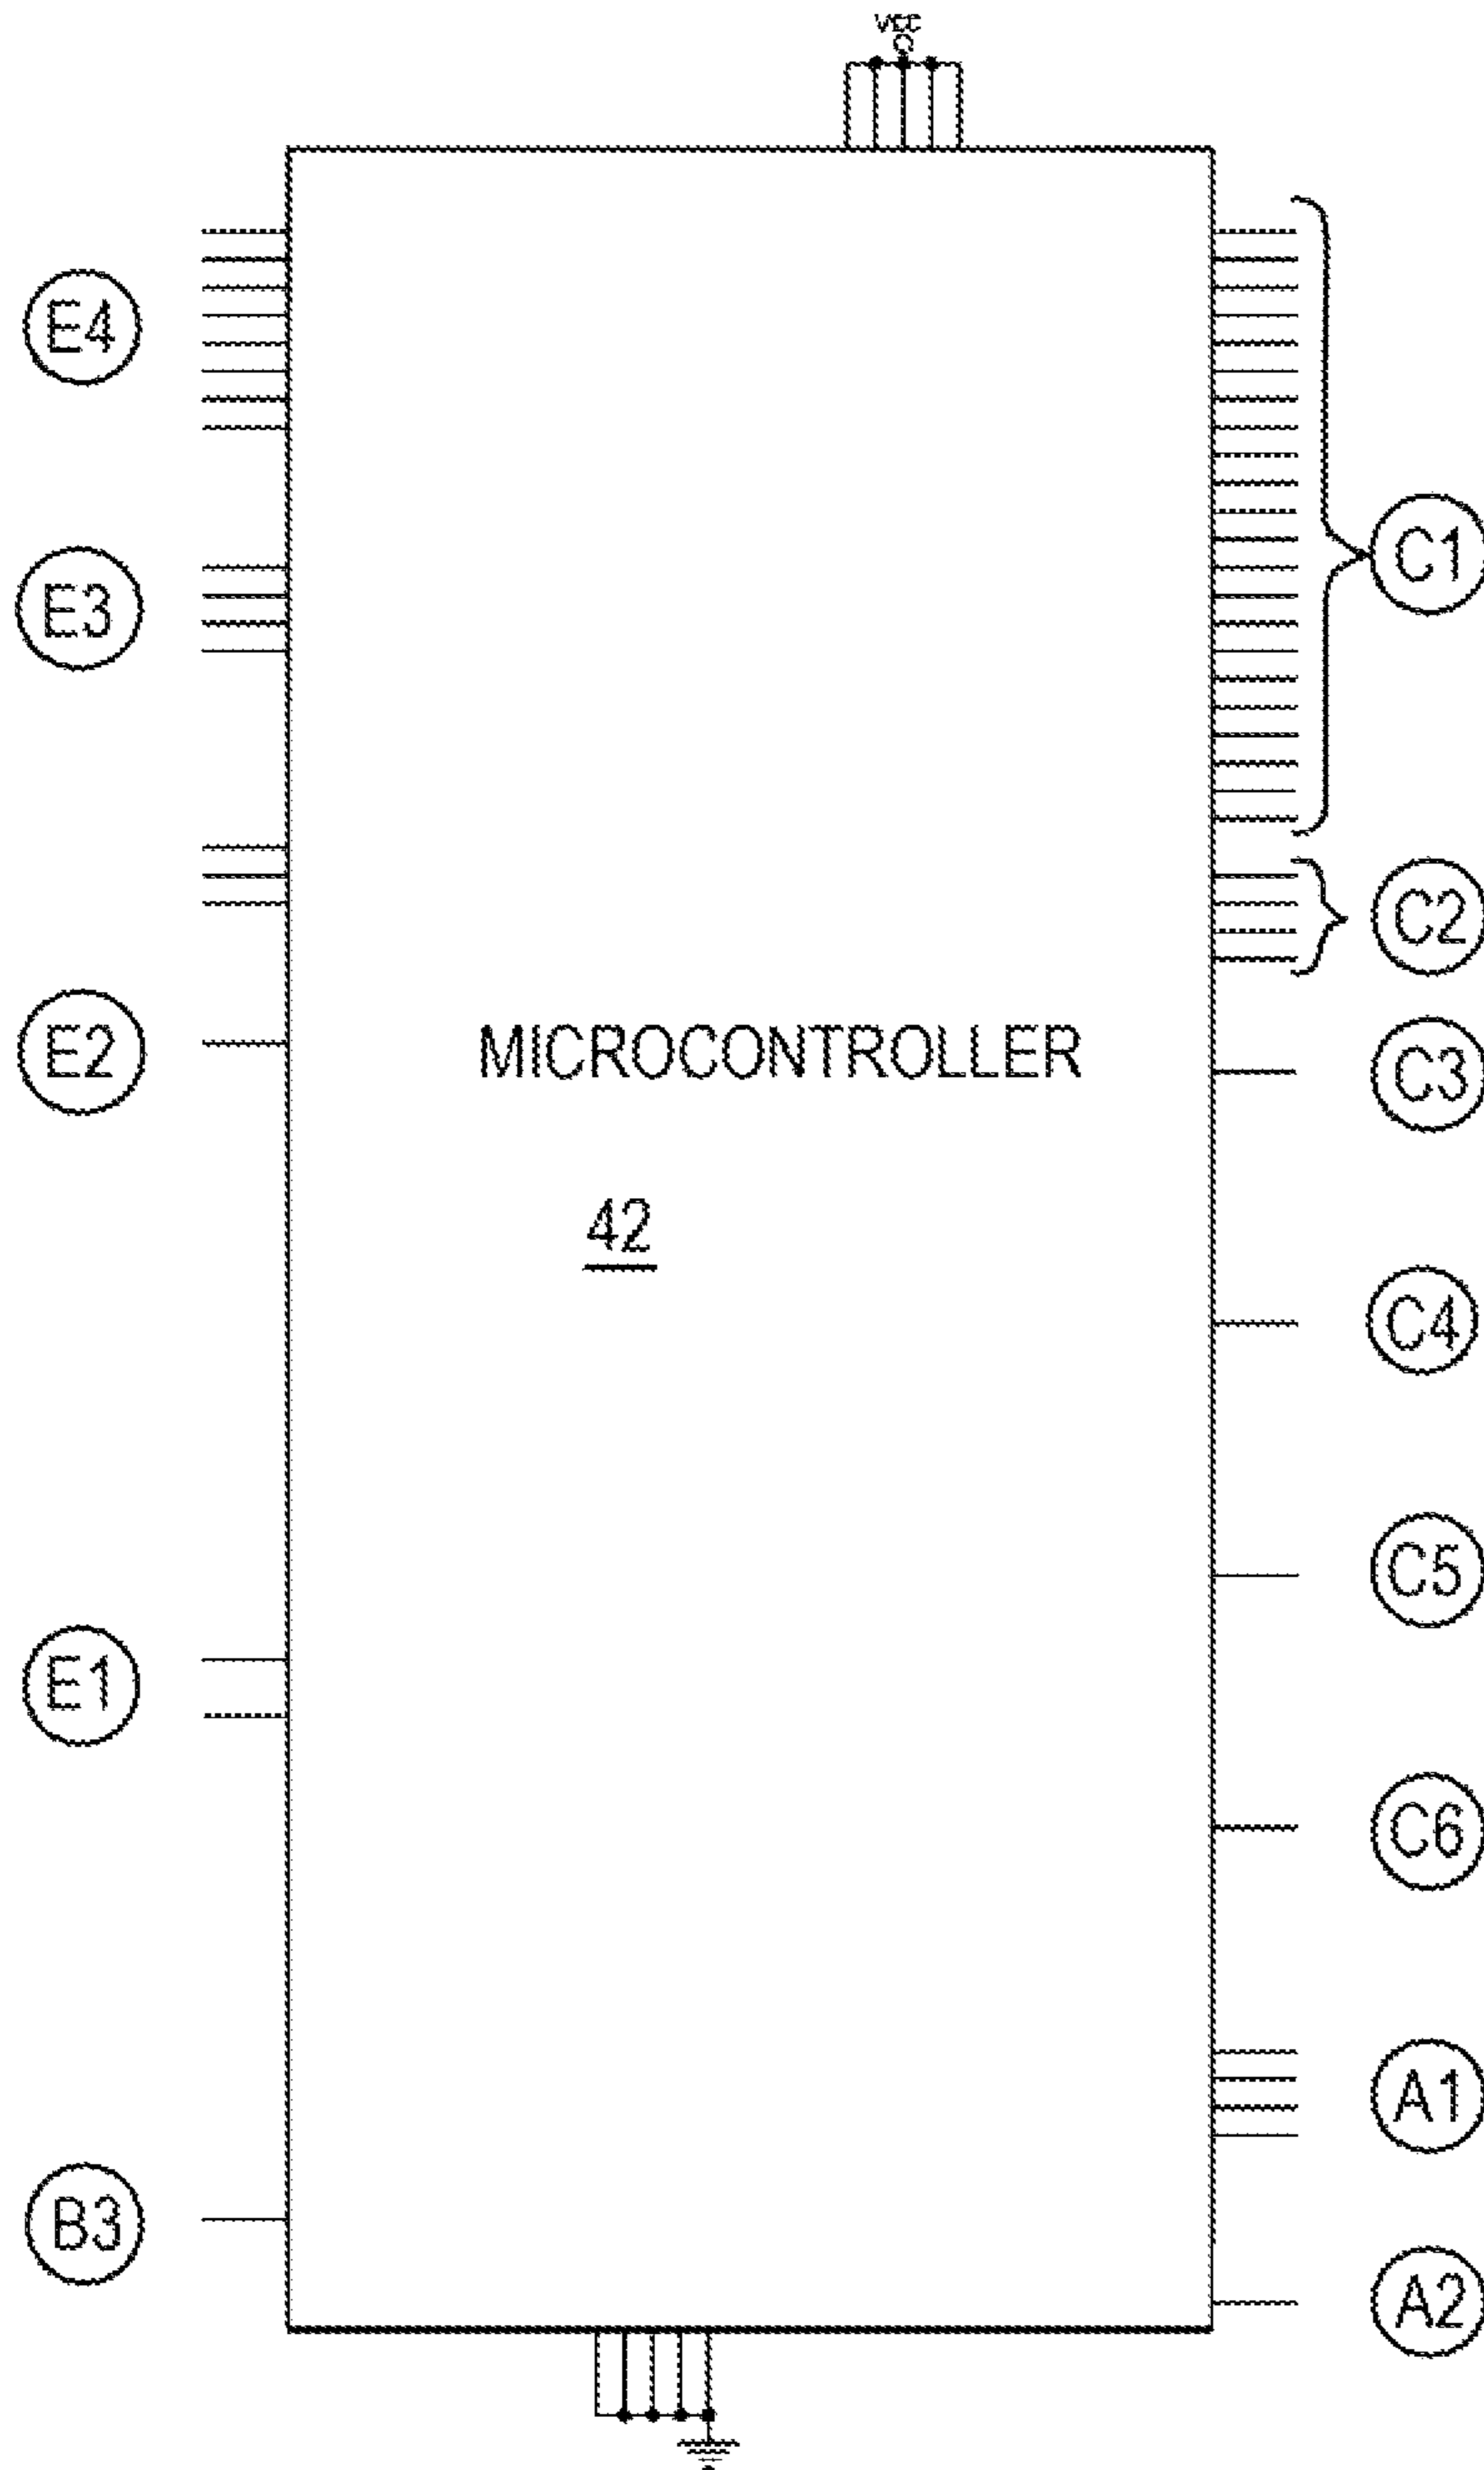 VCC
E4
C1
E3
C2
E2
MICROCONTROLLER
C3
42
C4
C5
E1
C6
A1
B3
A2